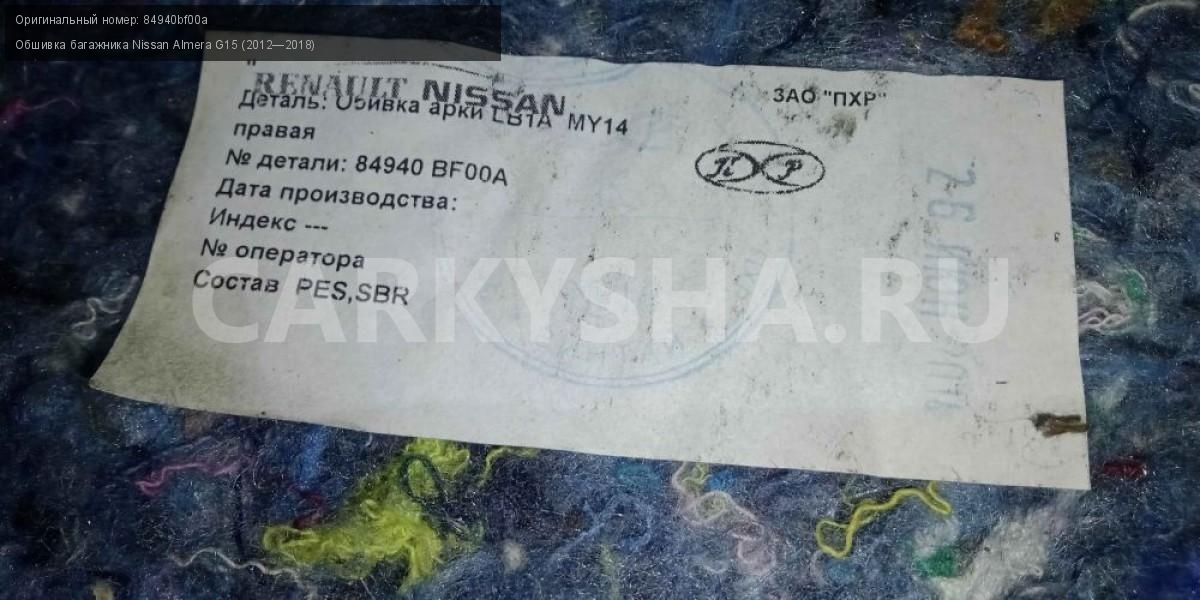 Оригинальный номер: 84940bf00a
Обшивка багажника Nissan Almera G15 (2012—2018)
RENAULT NISSAN
Деталь: Обивка арки LB1A MY14
правая
№ детали: 84940 BF00A
Дата производства:
Индекс ---
№ оператора
Состав PES,SBR
ЗАО "ПХР"
П Р
CARKYSHA.RU